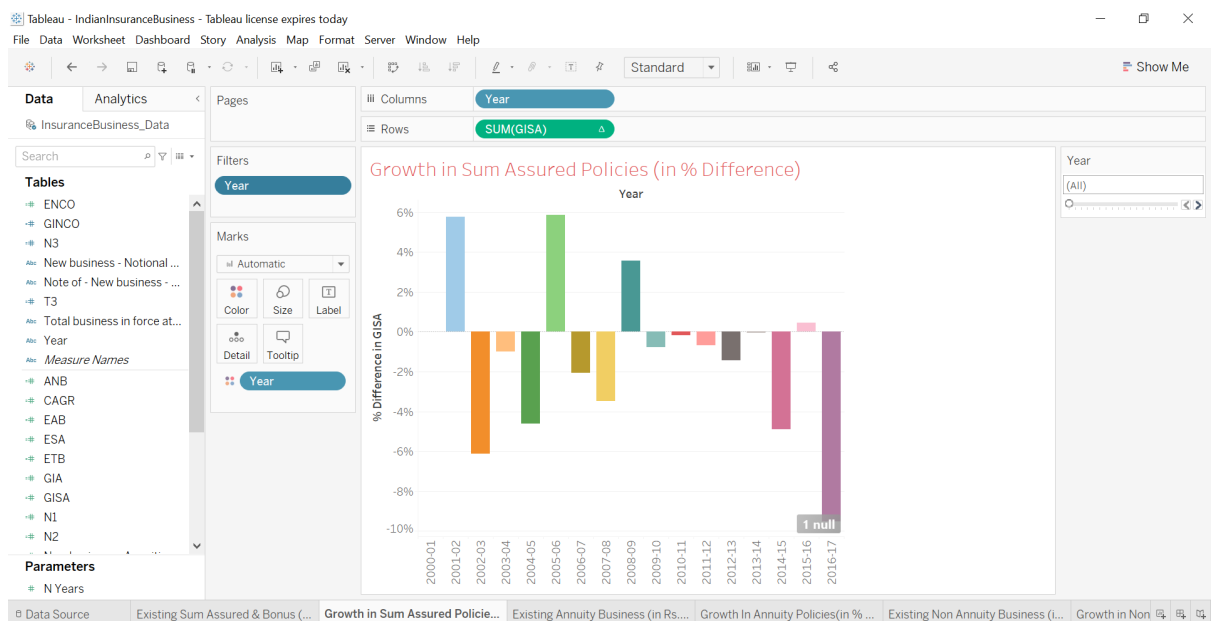 Tableau - IndianInsuranceBusiness - Tableau license expires today
File Data Worksheet Dashboard Story Analysis Map Format Server Window Help
Standard
Show Me
Data
Analytics
InsuranceBusiness_Data
Search
Tables
ENCO
GINCO
N3
New business - Notional ...
Note of - New business - ...
T3
Total business in force at...
Year
Measure Names
ANB
CAGR
EAB
ESA
ETB
GIA
GISA
N1
N2
Parameters
N Years
Pages
Filters
Year
Marks
Automatic
Color
Size
Label
Detail
Tooltip
Year
Columns
Year
Rows
SUM(GISA)
Growth in Sum Assured Policies (in % Difference)
Year
% Difference in GISA
6%
4%
2%
0%
-2%
-4%
-6%
-8%
-10%
1 null
2000-01
2001-02
2002-03
2003-04
2004-05
2005-06
2006-07
2007-08
2008-09
2009-10
2010-11
2011-12
2012-13
2013-14
2014-15
2015-16
2016-17
Year
(All)
Data Source
Existing Sum Assured & Bonus (...
Growth in Sum Assured Policie...
Existing Annuity Business (in Rs....
Growth In Annuity Policies(in % ...
Existing Non Annuity Business (i...
Growth in Non